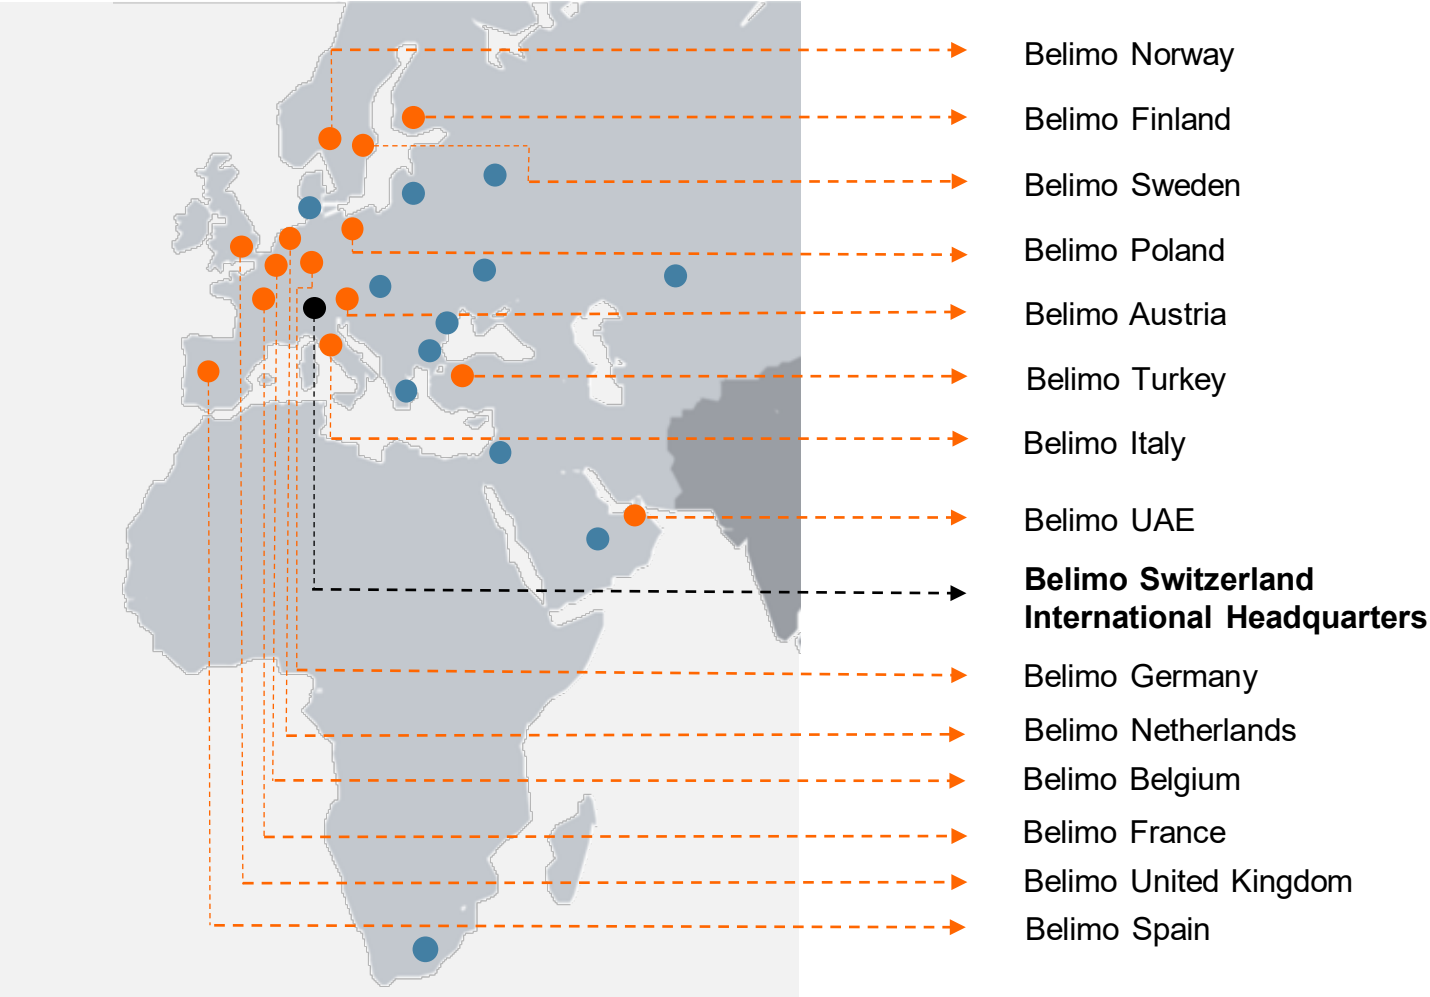 Belimo Norway
Belimo Finland
Belimo Sweden
Belimo Poland
Belimo Austria
Belimo Turkey
Belimo Italy
Belimo UAE
Belimo Switzerland
International Headquarters
Belimo Germany
Belimo Netherlands
Belimo Belgium
Belimo France
Belimo United Kingdom
Belimo Spain